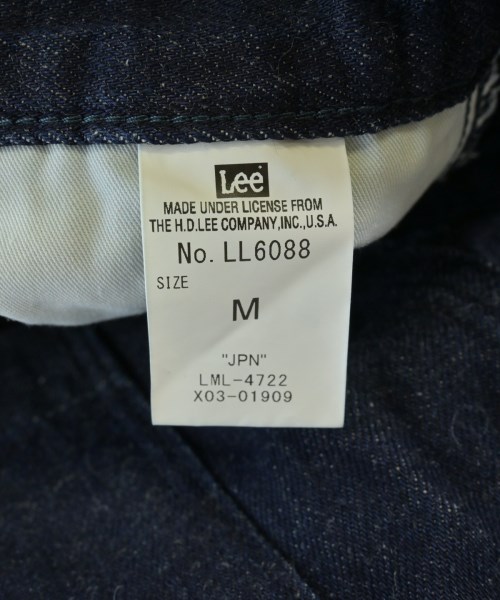 Lee
MADE UNDER LICENSE FROM
THE H.D.LEE COMPANY,INC.,U.S.A.
No. LL6088
SIZE
M
"JPN"
LML-4722
X03-01909